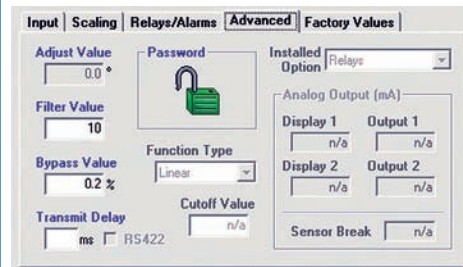 Input Scaling Relays/Alarms Advanced Factory Values
Adjust Value
0.0 °
Password
Installed Option Relays
Filter Value
10
Analog Output (mA)
Display 1 Output 1
n/a n/a
Bypass Value
0.2 %
Function Type
Linear
Display 2 Output 2
n/a n/a
Transmit Delay
ms RS422
Cutoff Value
n/a
Sensor Break n/a